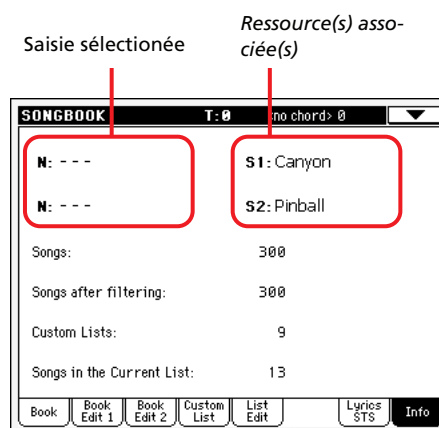 Saisie sélectionée
Ressource(s) asso-
ciée(s)
SONGBOOK T:0 <no chord> 0
N: - - - S1: Canyon
N: - - - S2: Pinball
Songs: 300
Songs after filtering: 300
Custom Lists: 9
Songs in the Current List: 13
Book Book Edit 1 Book Edit 2 Custom List List Edit Lyrics STS Info